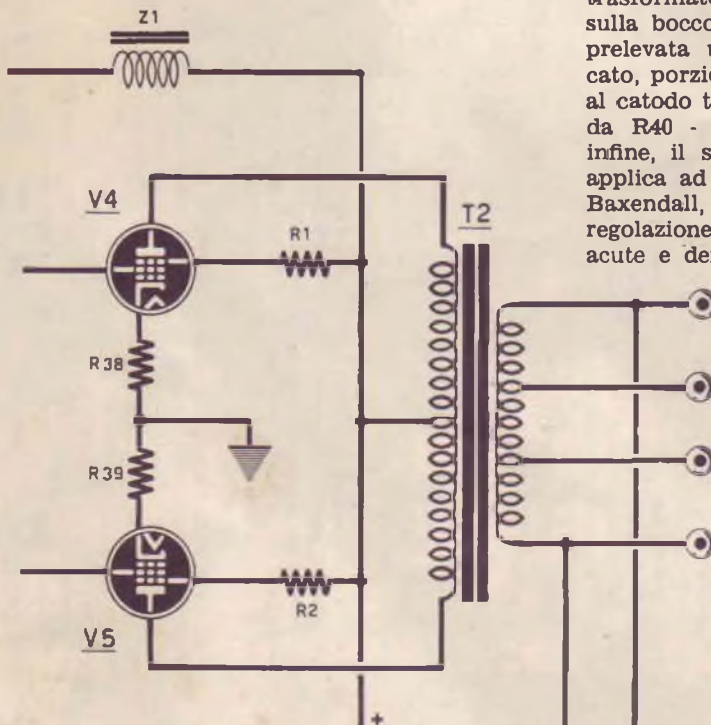 trasformato
sulla bocco
prelevata u
cato, porzio
al catodo t
da R40 -
infine, il s
applica ad
Baxendall,
regolazione
acute e de
Z1
V4
R1
T2
R38
R39
R2
V5
+